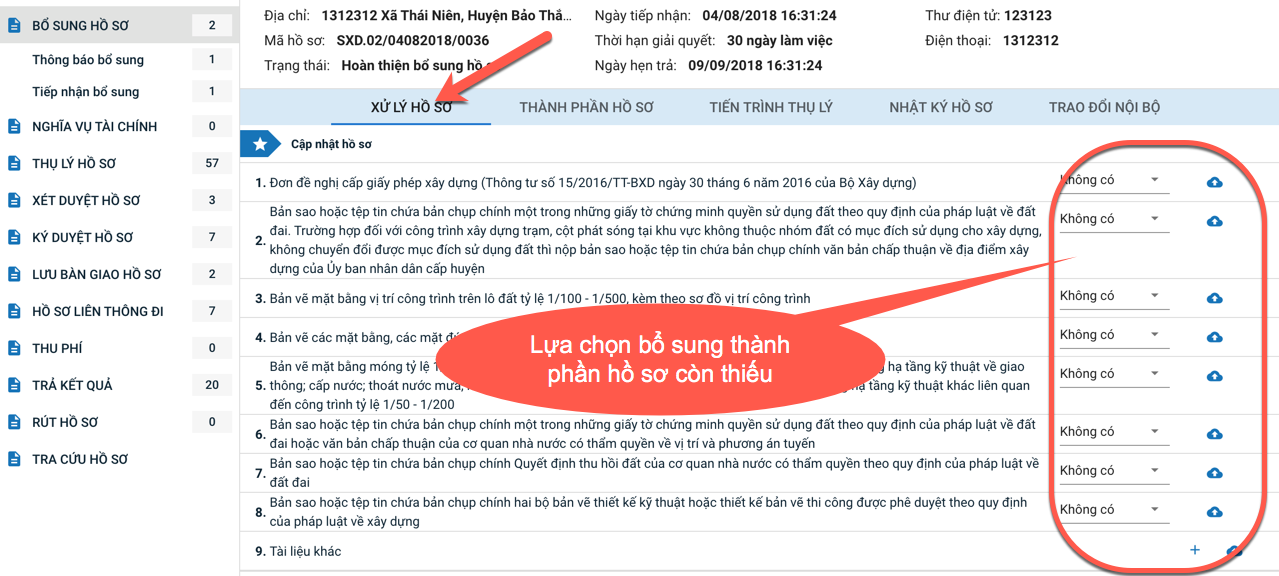 BỔ SUNG HỒ SƠ 2
Thông báo bổ sung 1
Tiếp nhận bổ sung 1
NGHĨA VỤ TÀI CHÍNH 0
THỤ LÝ HỒ SƠ 57
XÉT DUYỆT HỒ SƠ 3
KÝ DUYỆT HỒ SƠ 7
LƯU BÀN GIAO HỒ SƠ 2
HỒ SƠ LIÊN THÔNG ĐI 7
THU PHÍ 0
TRẢ KẾT QUẢ 20
RÚT HỒ SƠ 0
TRA CỨU HỒ SƠ
Địa chỉ: 1312312 Xã Thái Niên, Huyện Bảo Thắ... Ngày tiếp nhận: 04/08/2018 16:31:24 Thư điện tử: 123123
Mã hồ sơ: SXD.02/04082018/0036 Thời hạn giải quyết: 30 ngày làm việc Điện thoại: 1312312
Trạng thái: Hoàn thiện bổ sung hồ Ngày hẹn trả: 09/09/2018 16:31:24
XỬ LÝ HỒ SƠ THÀNH PHẦN HỒ SƠ TIẾN TRÌNH THỤ LÝ NHẬT KÝ HỒ SƠ TRAO ĐỔI NỘI BỘ
Cập nhật hồ sơ
1. Đơn đề nghị cấp giấy phép xây dựng (Thông tư số 15/2016/TT-BXD ngày 30 tháng 6 năm 2016 của Bộ Xây dựng) Không có
2. Bản sao hoặc tệp tin chứa bản chụp chính một trong những giấy tờ chứng minh quyền sử dụng đất theo quy định của pháp luật về đất Không có
đai. Trường hợp đối với công trình xây dựng trạm, cột phát sóng tại khu vực không thuộc nhóm đất có mục đích sử dụng cho xây dựng,
không chuyển đổi được mục đích sử dụng đất thì nộp bản sao hoặc tệp tin chứa bản chụp chính văn bản chấp thuận về địa điểm xây
dựng của Ủy ban nhân dân cấp huyện
3. Bản vẽ mặt bằng vị trí công trình trên lô đất tỷ lệ 1/100 - 1/500, kèm theo sơ đồ vị trí công trình Không có
4. Bản vẽ các mặt bằng, các mặt Không có
5. Bản vẽ mặt bằng móng tỷ lệ hạ tầng kỹ thuật về giao Không có
thông; cấp nước; thoát nước mưa, hạ tầng kỹ thuật khác liên quan
đến công trình tỷ lệ 1/50 - 1/200
6. Bản sao hoặc tệp tin chứa bản chụp chính một trong những giấy tờ chứng minh quyền sử dụng đất theo quy định của pháp luật về đất Không có
đai hoặc văn bản chấp thuận của cơ quan nhà nước có thẩm quyền về vị trí và phương án tuyến
7. Bản sao hoặc tệp tin chứa bản chụp chính Quyết định thu hồi đất của cơ quan nhà nước có thẩm quyền theo quy định của pháp luật về Không có
đất đai
8. Bản sao hoặc tệp tin chứa bản chụp chính hai bộ bản vẽ thiết kế kỹ thuật hoặc thiết kế bản vẽ thi công được phê duyệt theo quy định Không có
của pháp luật về xây dựng
9. Tài liệu khác +
Lựa chọn bổ sung thành
phần hồ sơ còn thiếu